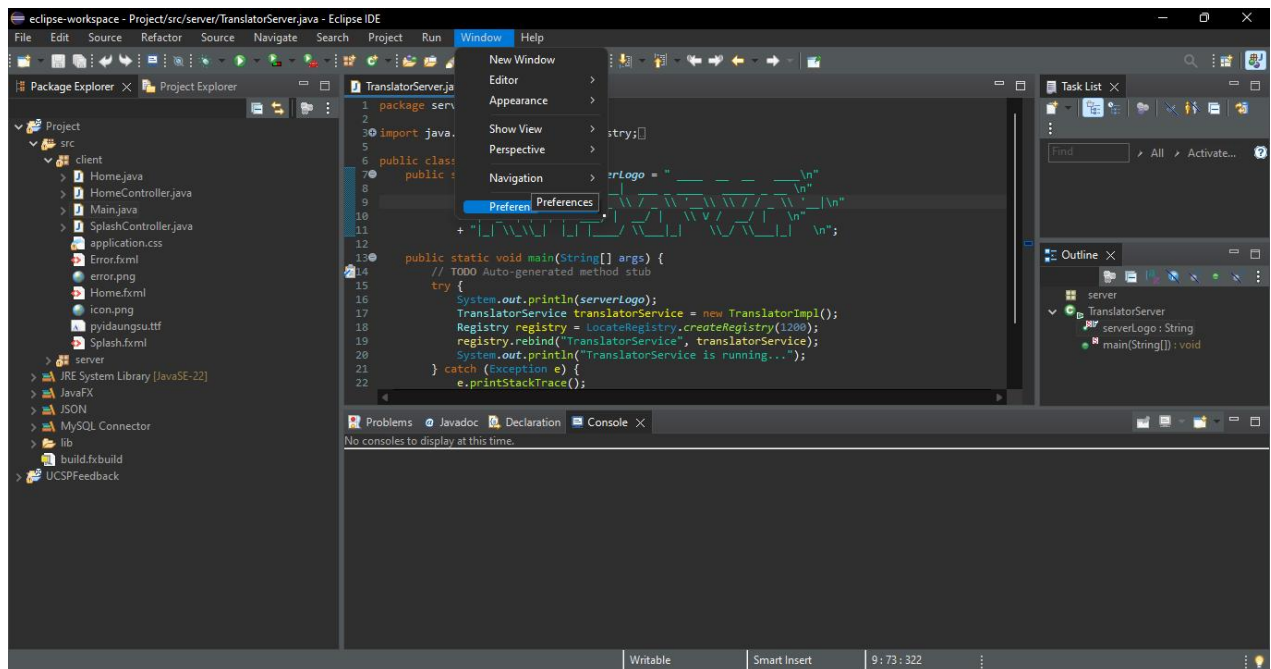 eclipse-workspace - Project/src/server/TranslatorServer.java - Eclipse IDE
File Edit Source Refactor Source Navigate Search Project Run Window Help
New Window
Editor
Appearance
Show View
Perspective
Navigation
Preferen
Preferences
Package Explorer Project Explorer
Project
src
client
Home.java
HomeController.java
Main.java
SplashController.java
application.css
Error.fxml
error.png
Home.fxml
icon.png
pyidaungsu.ttf
Splash.fxml
server
JRE System Library [JavaSE-22]
JavaFX
JSON
MySQL Connector
lib
build.fxbuild
UCSPFeedback
TranslatorServer.ja
1 package serv
2
3 import java. stry;
5
6 public class
7 public s erLogo = "
8
9
10
11
12
13 public static void main(String[] args) {
14 // TODO Auto-generated method stub
15 try {
16 System.out.println(serverLogo);
17 TranslatorService translatorService = new TranslatorImpl();
18 Registry registry = LocateRegistry.createRegistry(1200);
19 registry.rebind("TranslatorService", translatorService);
20 System.out.println("TranslatorService is running...");
21 } catch (Exception e) {
22 e.printStackTrace();
Task List
Find All Activate...
Outline
server
TranslatorServer
serverLogo : String
main(String[]) : void
Problems Javadoc Declaration Console
No consoles to display at this time.
Writable Smart Insert 9 : 73 : 322